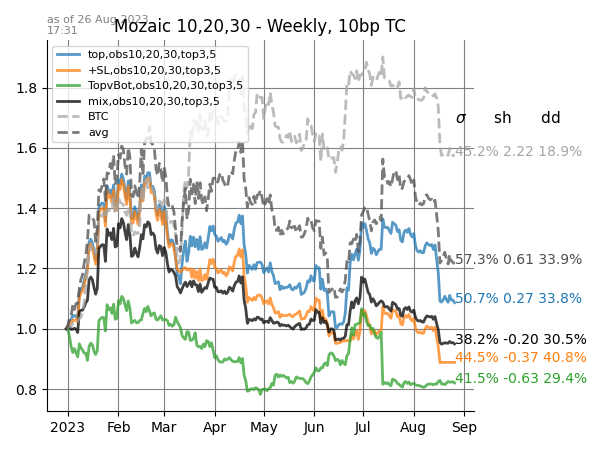 as of 26 Aug 2023
17:31
Mozaic 10,20,30 - Weekly, 10bp TC
top,obs10,20,30,top3,5
+SL,obs10,20,30,top3,5
TopvBot,obs10,20,30,top3,5
mix,obs10,20,30,top3,5
BTC
avg
σ sh dd
45.2% 2.22 18.9%
57.3% 0.61 33.9%
50.7% 0.27 33.8%
38.2% -0.20 30.5%
44.5% -0.37 40.8%
41.5% -0.63 29.4%
1.8
1.6
1.4
1.2
1.0
0.8
2023 Feb Mar Apr May Jun Jul Aug Sep